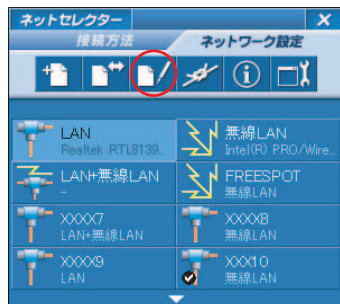 ネットセレクター
接続方法
ネットワーク設定
LAN
Realtek RTL8139...
無線LAN
Intel(R) PRO/Wire...
LAN+無線LAN
-
FREESPOT
無線LAN
XXXX7
LAN+無線LAN
XXXX8
無線LAN
XXXX9
LAN
XXX10
無線LAN